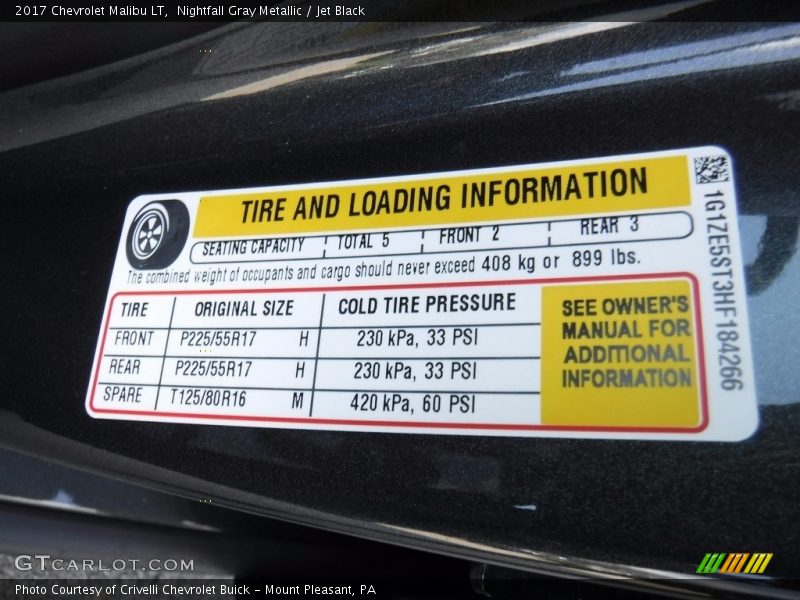 2017 Chevrolet Malibu LT, Nightfall Gray Metallic / Jet Black
TIRE AND LOADING INFORMATION
SEATING CAPACITY TOTAL 5 FRONT 2 REAR 3
The combined weight of occupants and cargo should never exceed 408 kg or 899 lbs.
TIRE ORIGINAL SIZE COLD TIRE PRESSURE
FRONT P225/55R17 H 230 kPa, 33 PSI
REAR P225/55R17 H 230 kPa, 33 PSI
SPARE T125/80R16 M 420 kPa, 60 PSI
SEE OWNER'S
MANUAL FOR
ADDITIONAL
INFORMATION
1G1ZE5ST3HF184266
GTCARLOT.COM
Photo Courtesy of Crivelli Chevrolet Buick - Mount Pleasant, PA